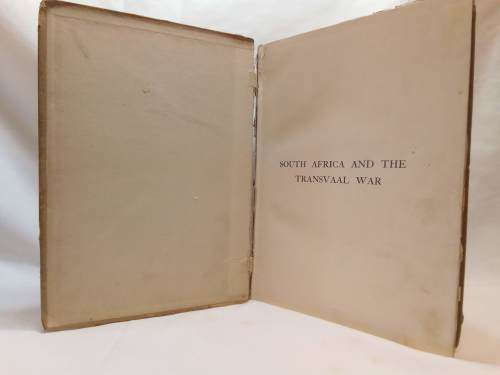 SOUTH AFRICA AND THE
TRANSVAAL WAR